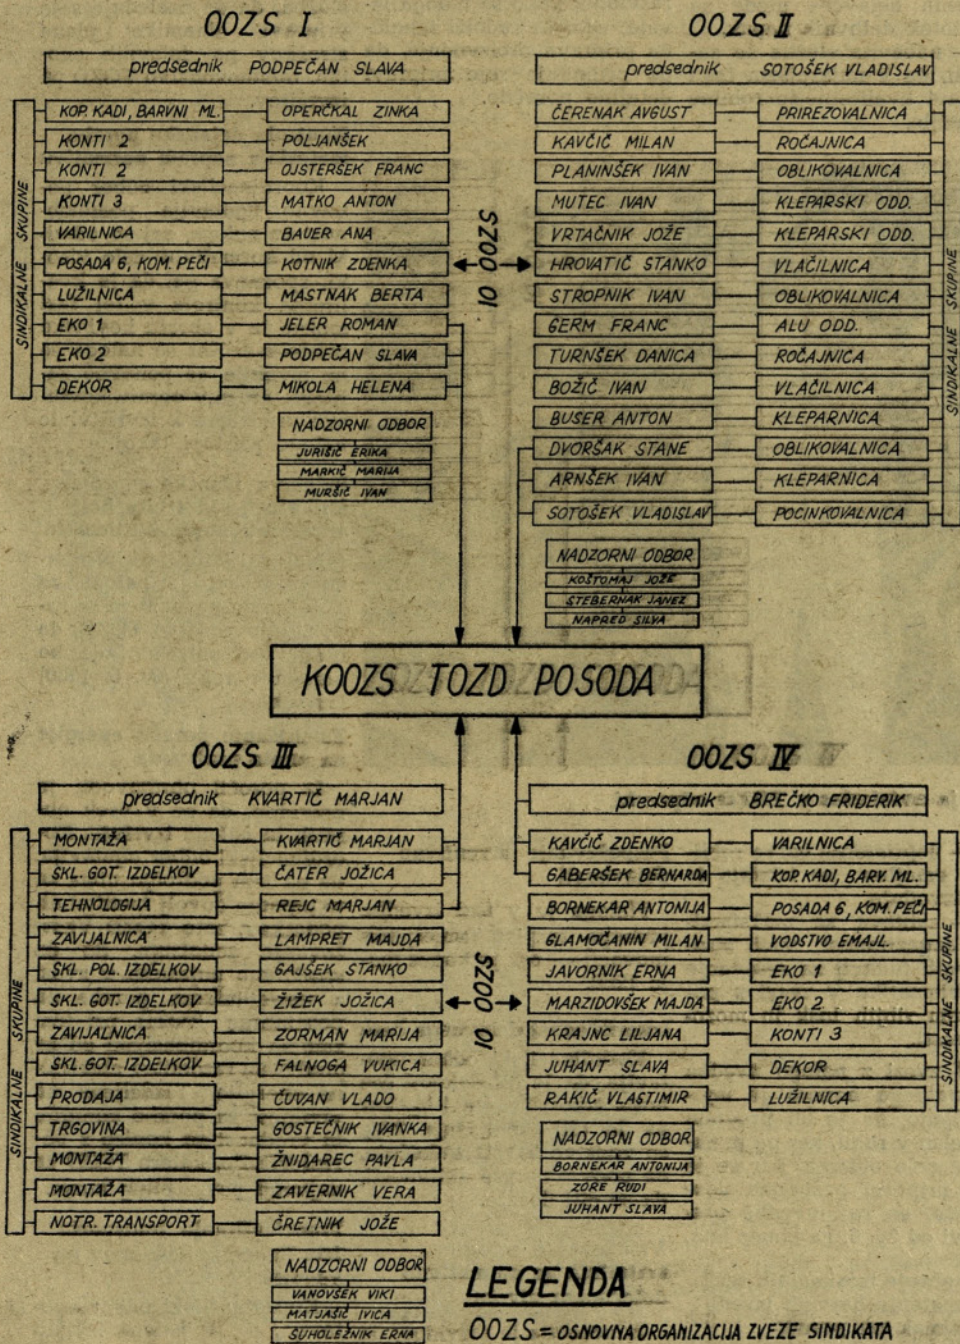 OOZS I
predsednik PODPEČAN SLAVA
SINDIKALNE SKUPINE
KOP. KADI, BARVNI ML. OPERČKAL ZINKA
KONTI 2 POLJANŠEK
KONTI 2 OJSTERŠEK FRANC
KONTI 3 MATKO ANTON
VARILNICA BAUER ANA
POSADA 6, KOM. PEČI KOTNIK ZDENKA
LUŽILNICA MASTNAK BERTA
EKO 1 JELER ROMAN
EKO 2 PODPEČAN SLAVA
DEKOR MIKOLA HELENA
NADZORNI ODBOR
JURIŠIČ ERIKA
MARKIČ MARIJA
MURŠIČ IVAN
IO OOZS
OOZS II
predsednik SOTOŠEK VLADISLAV
ČERENAK AVGUST PRIREZOVALNICA
KAVČIČ MILAN ROČAJNICA
PLANINŠEK IVAN OBLIKOVALNICA
MUTEC IVAN KLEPARSKI ODD.
VRTAČNIK JOŽE KLEPARSKI ODD.
HROVATIČ STANKO VLAČILNICA
STROPNIK IVAN OBLIKOVALNICA
GERM FRANC ALU ODD.
TURNŠEK DANICA ROČAJNICA
BOŽIČ IVAN VLAČILNICA
BUSER ANTON KLEPARNICA
DVORŠAK STANE OBLIKOVALNICA
ARNŠEK IVAN KLEPARNICA
SOTOŠEK VLADISLAV POCINKOVALNICA
SINDIKALNE SKUPINE
NADZORNI ODBOR
KOŠTOMAJ JOŽE
STEBERNAK JANEZ
NAPRED SILVA
KOOZS TOZD POSODA
OOZS III
predsednik KVARTIČ MARJAN
SINDIKALNE SKUPINE
MONTAŽA KVARTIČ MARJAN
SKL. GOT. IZDELKOV ČATER JOŽICA
TEHNOLOGIJA REJC MARJAN
ZAVIJALNICA LAMPRET MAJDA
SKL. POL. IZDELKOV GAJŠEK STANKO
SKL. GOT. IZDELKOV ŽIŽEK JOŽICA
ZAVIJALNICA ZORMAN MARIJA
SKL. GOT. IZDELKOV FALNOGA VUKICA
PRODAJA ČUVAN VLADO
TRGOVINA GOSTEČNIK IVANKA
MONTAŽA ŽNIDAREC PAVLA
MONTAŽA ZAVERNIK VERA
NOTR. TRANSPORT ČRETNIK JOŽE
NADZORNI ODBOR
VANOVŠEK VIKI
MATJAŠIČ IVICA
SUHOLEŽNIK ERNA
IO OOZS
OOZS IV
predsednik BREČKO FRIDERIK
KAVČIČ ZDENKO VARILNICA
GABERŠEK BERNARDA KOP. KADI, BARV. ML.
BORNEKAR ANTONIJA POSADA 6, KOM. PEČI
GLAMOČANIN MILAN VODSTVO EMAJL.
JAVORNIK ERNA EKO 1
MARZIDOVŠEK MAJDA EKO 2
KRAJNC LILJANA KONTI 3
JUHANT SLAVA DEKOR
RAKIČ VLASTIMIR LUŽILNICA
SINDIKALNE SKUPINE
NADZORNI ODBOR
BORNEKAR ANTONIJA
ZORE RUDI
JUHANT SLAVA
LEGENDA
OOZS = OSNOVNA ORGANIZACIJA ZVEZE SINDIKATA